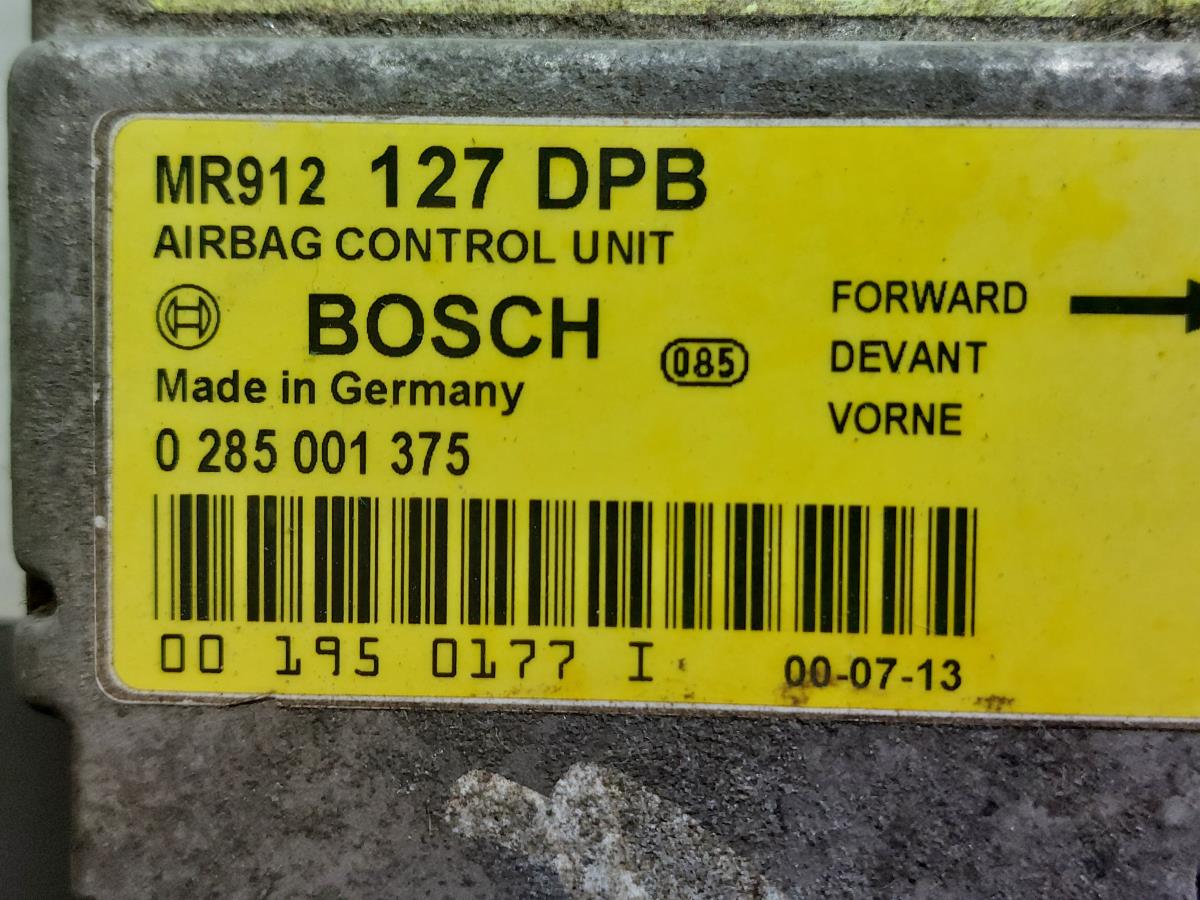 MR912 127 DPB
AIRBAG CONTROL UNIT
BOSCH
085
Made in Germany
0 285 001 375
FORWARD
DEVANT
VORNE
00 195 0177 I
00-07-13